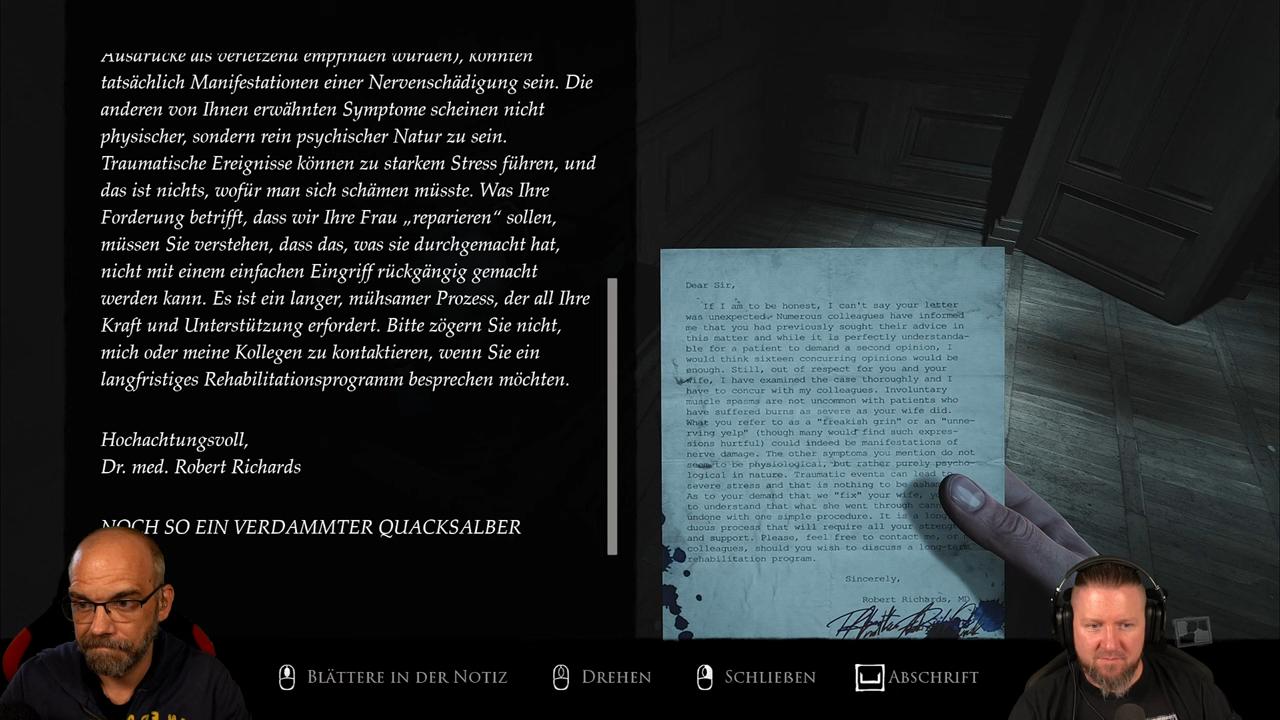 Ausdrücke als verletzend empfinden würden), könnten
tatsächlich Manifestationen einer Nervenschädigung sein. Die
anderen von Ihnen erwähnten Symptome scheinen nicht
physischer, sondern rein psychischer Natur zu sein.
Traumatische Ereignisse können zu starkem Stress führen, und
das ist nichts, wofür man sich schämen müsste. Was Ihre
Forderung betrifft, dass wir Ihre Frau „reparieren“ sollen,
müssen Sie verstehen, dass das, was sie durchgemacht hat,
nicht mit einem einfachen Eingriff rückgängig gemacht
werden kann. Es ist ein langer, mühsamer Prozess, der all Ihre
Kraft und Unterstützung erfordert. Bitte zögern Sie nicht,
mich oder meine Kollegen zu kontaktieren, wenn Sie ein
langfristiges Rehabilitationsprogramm besprechen möchten.
Hochachtungsvoll,
Dr. med. Robert Richards
NOCH SO EIN VERDAMMTER QUACKSALBER
Dear Sir,
If I am to be honest, I can't say your letter
was unexpected. Numerous colleagues have informed
me that you had previously sought their advice in
this matter and while it is perfectly understanda-
ble for a patient to demand a second opinion, I
would think sixteen concurring opinions would be
enough. Still, out of respect for you and your
wife, I have examined the case thoroughly and I
have to concur with my colleagues. Involuntary
muscle spasms are not uncommon with patients who
have suffered burns as severe as your wife did.
What you refer to as a "freakish grin" or an "unne-
rving yelp" (though many would find such expres-
sions hurtful) could indeed be manifestations of
nerve damage. The other symptoms you mention do not
seem to be physiological, but rather purely psycho-
logical in nature. Traumatic events can lead to
severe stress and that is nothing to be
As to your demand that we "fix" your wife,
to understand that what she went through
undone with one simple procedure. It is a
duous process that will require all your
and support. Please, feel free to contact me, or
colleagues, should you wish to discuss a long-term
rehabilitation program.
Sincerely,
Robert Richards, MD
BLÄTTERE IN DER NOTIZ
DREHEN
SCHLIEßEN
ABSCHRIFT